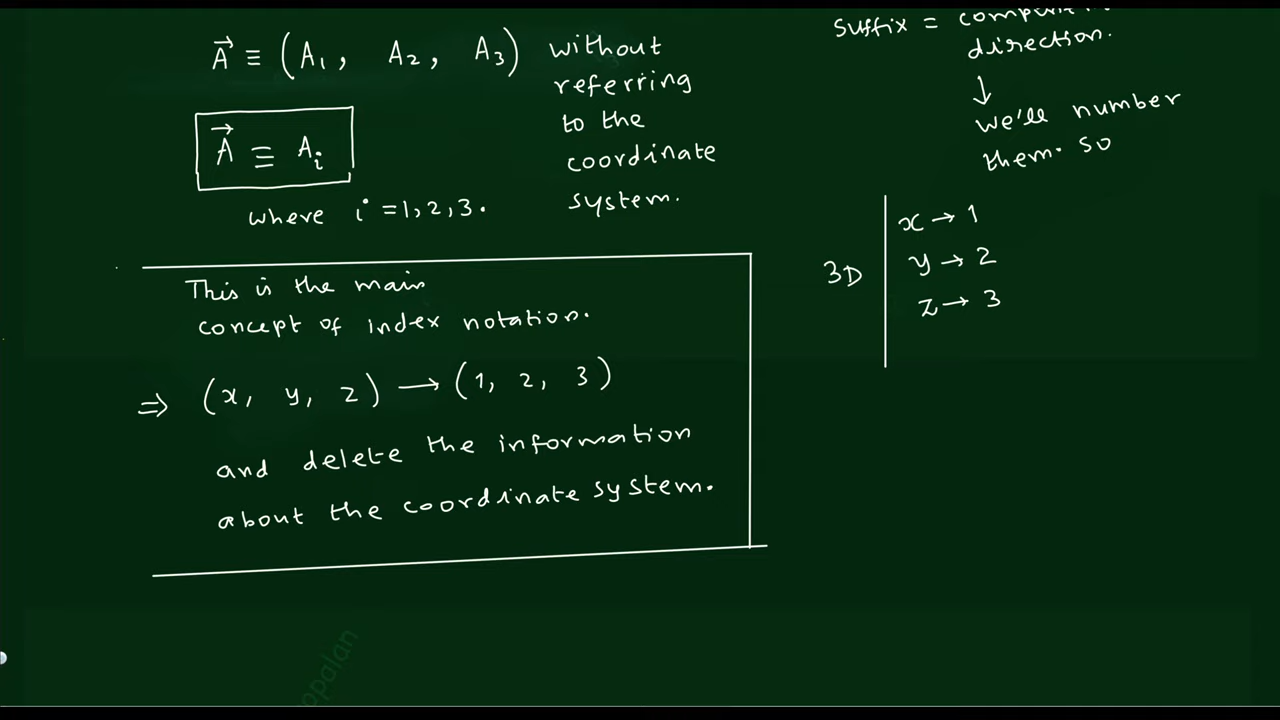 A⃗ ≡ (A₁, A₂, A₃) without
referring
to the
coordinate
system.
A⃗ ≡ Aᵢ
where i = 1, 2, 3.
This is the main
concept of index notation.
⇒ (x, y, z) → (1, 2, 3)
and delete the information
about the coordinate system.
suffix =
direction.
↓
we'll number
them. so
3D
x → 1
y → 2
z → 3
opalan